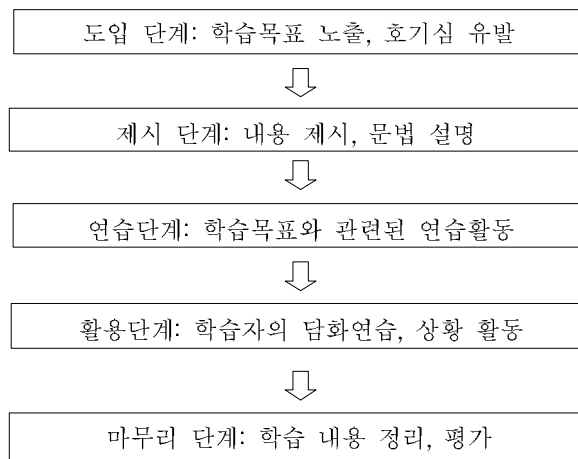 도입 단계: 학습목표 노출, 호기심 유발
제시 단계: 내용 제시, 문법 설명
연습단계: 학습목표와 관련된 연습활동
활용단계: 학습자의 담화연습, 상황 활동
마무리 단계: 학습 내용 정리, 평가